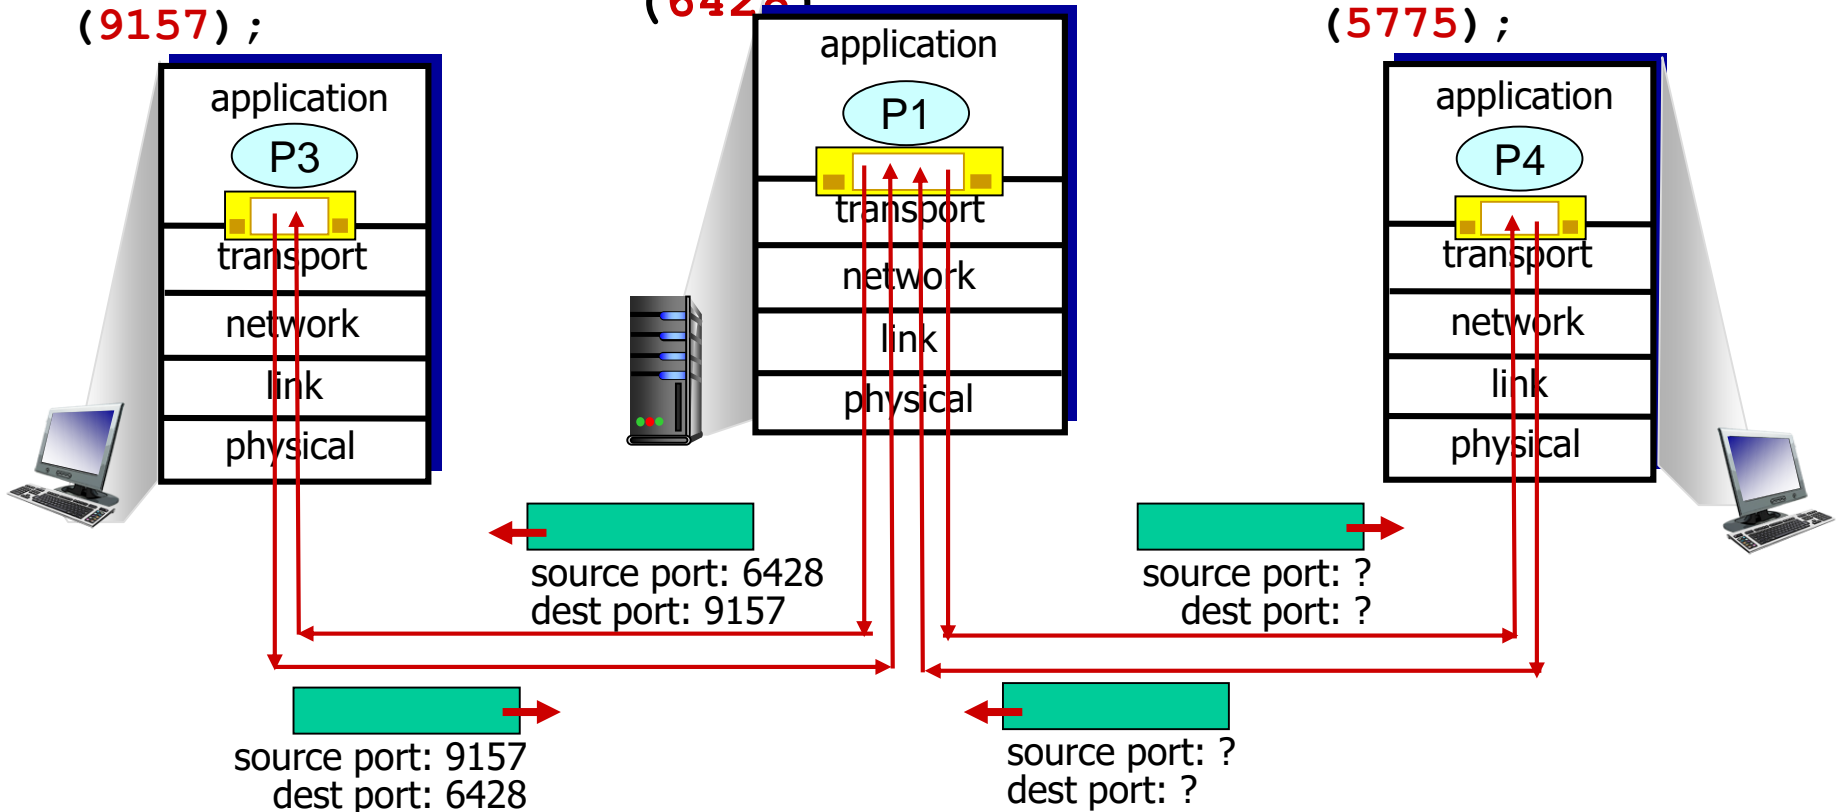 (9157);
(6428)
(5775);
application
P3
transport
network
link
physical
application
P1
transport
network
link
physical
application
P4
transport
network
link
physical
source port: 6428
dest port: 9157
source port: ?
dest port: ?
source port: 9157
dest port: 6428
source port: ?
dest port: ?